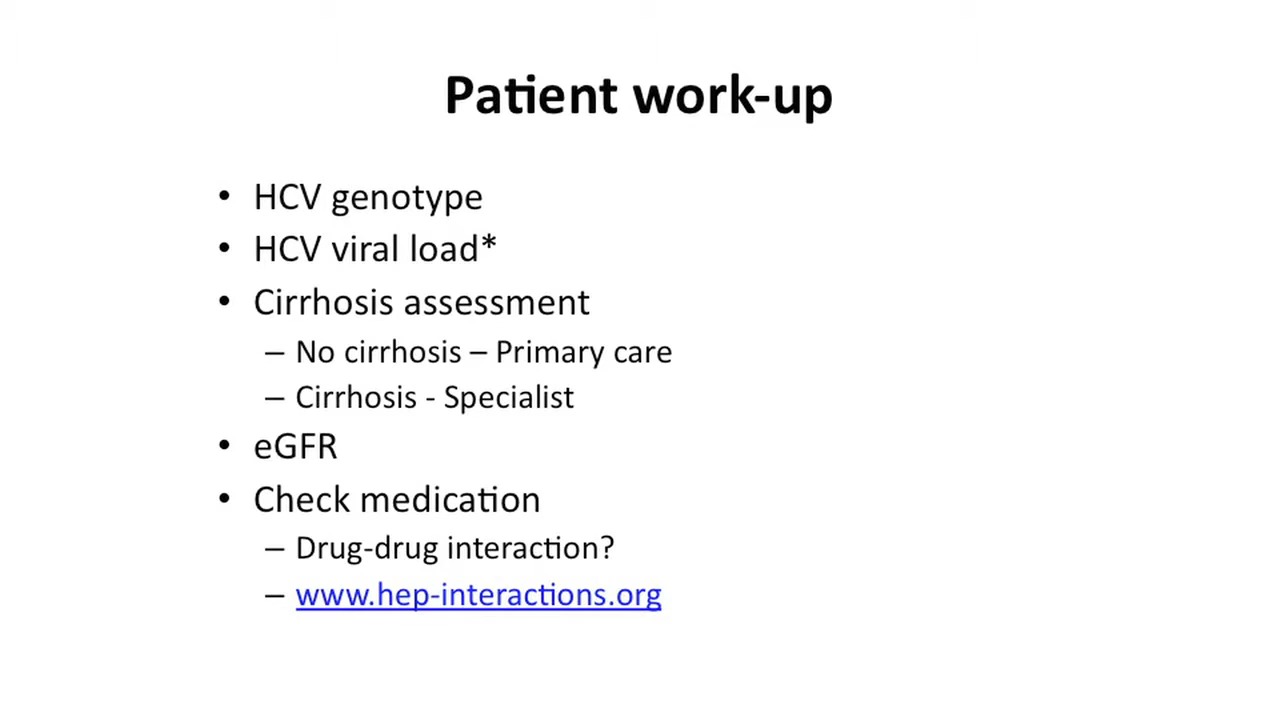 Patient work-up
• HCV genotype
• HCV viral load*
• Cirrhosis assessment
– No cirrhosis – Primary care
– Cirrhosis - Specialist
• eGFR
• Check medication
– Drug-drug interaction?
– www.hep-interactions.org